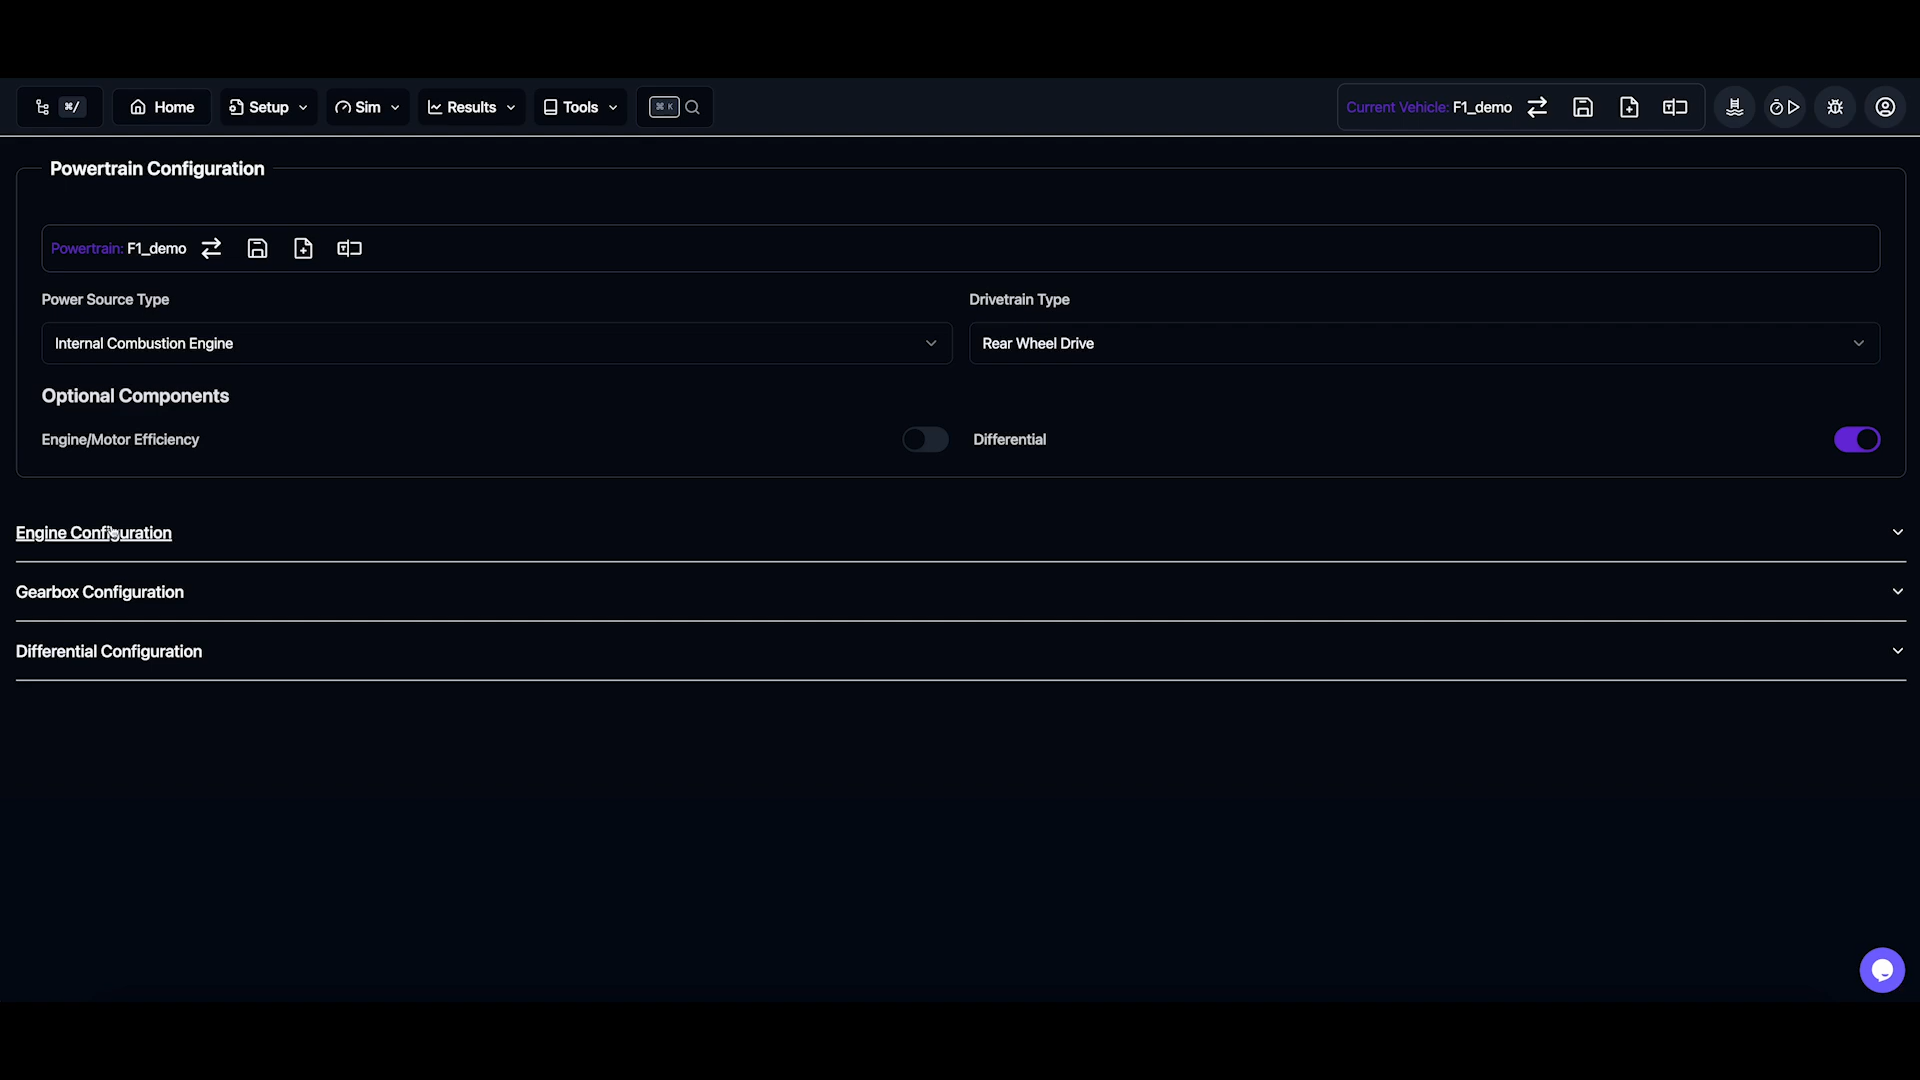 ⌘/ Home Setup Sim Results Tools ⌘ K Current Vehicle: F1_demo
Powertrain Configuration
Powertrain: F1_demo
Power Source Type Drivetrain Type
Internal Combustion Engine Rear Wheel Drive
Optional Components
Engine/Motor Efficiency Differential
Engine Configuration
Gearbox Configuration
Differential Configuration